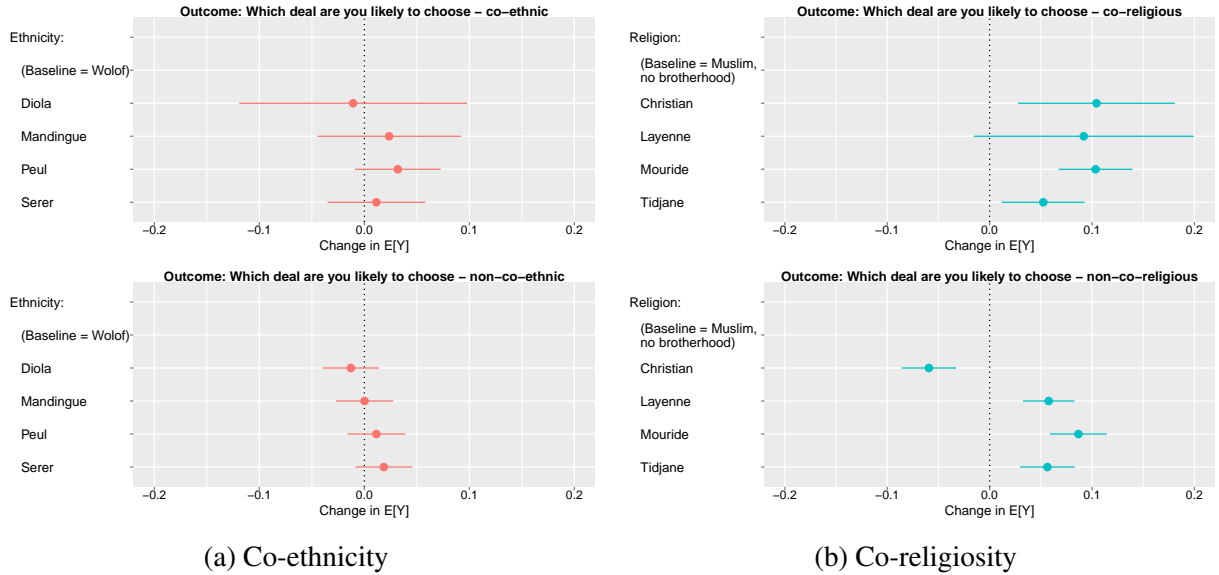 Outcome: Which deal are you likely to choose – co–ethnic
Ethnicity:
(Baseline = Wolof)
Diola
Mandingue
Peul
Serer
−0.2 −0.1 0.0 0.1 0.2
Change in E[Y]
Outcome: Which deal are you likely to choose – non–co–ethnic
Ethnicity:
(Baseline = Wolof)
Diola
Mandingue
Peul
Serer
−0.2 −0.1 0.0 0.1 0.2
Change in E[Y]
(a) Co-ethnicity
Outcome: Which deal are you likely to choose – co–religious
Religion:
(Baseline = Muslim,
no brotherhood)
Christian
Layenne
Mouride
Tidjane
−0.2 −0.1 0.0 0.1 0.2
Change in E[Y]
Outcome: Which deal are you likely to choose – non–co–religious
Religion:
(Baseline = Muslim,
no brotherhood)
Christian
Layenne
Mouride
Tidjane
−0.2 −0.1 0.0 0.1 0.2
Change in E[Y]
(b) Co-religiosity